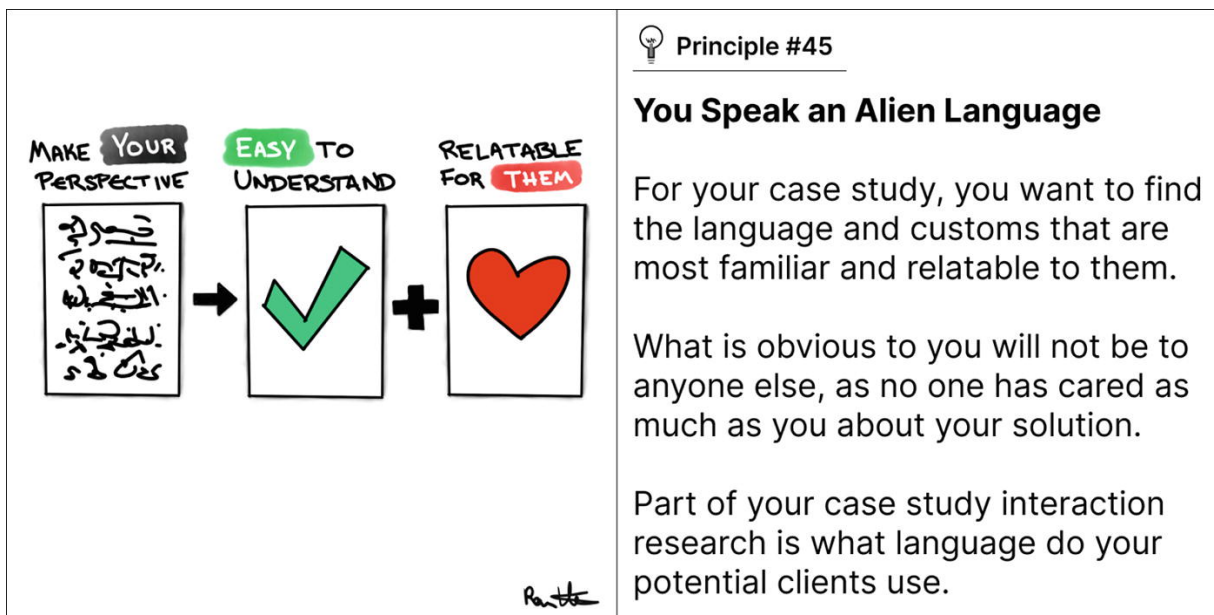 MAKE YOUR
PERSPECTIVE
EASY TO
UNDERSTAND
RELATABLE
FOR THEM
Principle #45
You Speak an Alien Language
For your case study, you want to find
the language and customs that are
most familiar and relatable to them.
What is obvious to you will not be to
anyone else, as no one has cared as
much as you about your solution.
Part of your case study interaction
research is what language do your
potential clients use.